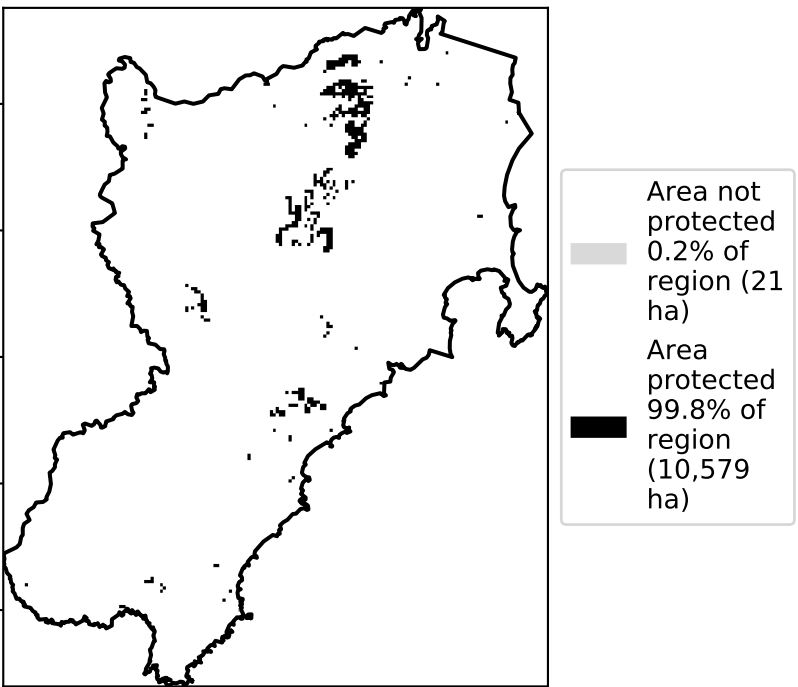 Area not
protected
0.2% of
region (21
ha)
Area
protected
99.8% of
region
(10,579
ha)